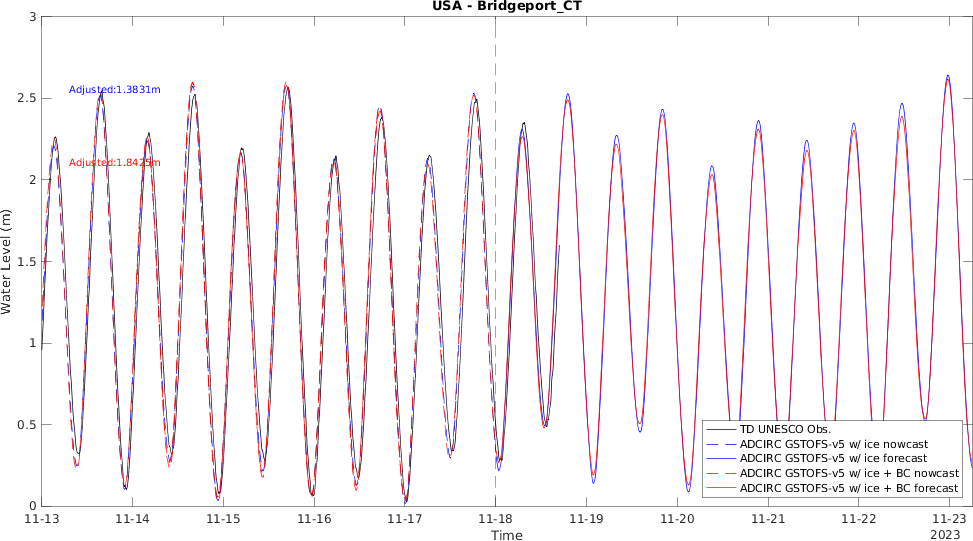 USA - Bridgeport_CT
3
2.5
2
1.5
1
0.5
0
Water Level (m)
Adjusted:1.3831m
Adjusted:1.8425m
TD UNESCO Obs.
ADCIRC GSTOFS-v5 w/ ice nowcast
ADCIRC GSTOFS-v5 w/ ice forecast
ADCIRC GSTOFS-v5 w/ ice + BC nowcast
ADCIRC GSTOFS-v5 w/ ice + BC forecast
11-13 11-14 11-15 11-16 11-17 11-18 11-19 11-20 11-21 11-22 11-23
Time
2023